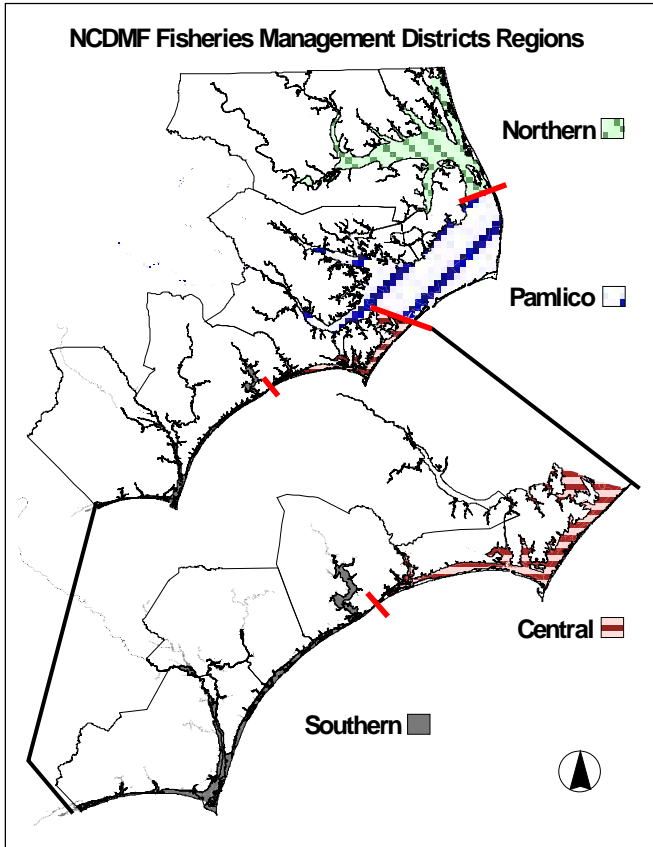 NCDMF Fisheries Management Districts Regions
Northern
Pamlico
Central
Southern